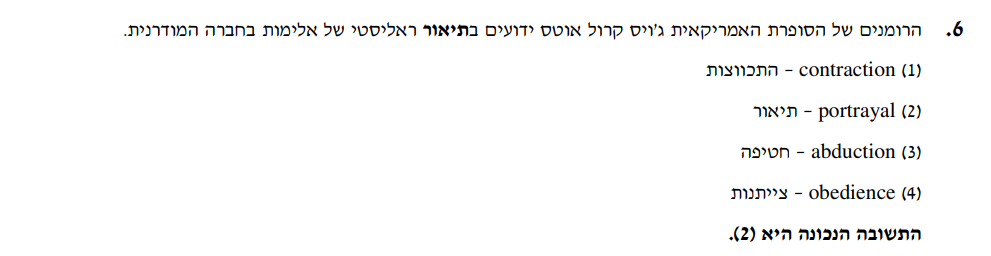 6. הרומנים של הסופרת האמריקאית ג'ויס קרול אוטס ידועים בתיאור ראליסטי של אלימות בחברה המודרנית.
(1) contraction – התכווצות
(2) portrayal – תיאור
(3) abduction – חטיפה
(4) obedience – צייתנות
התשובה הנכונה היא (2).